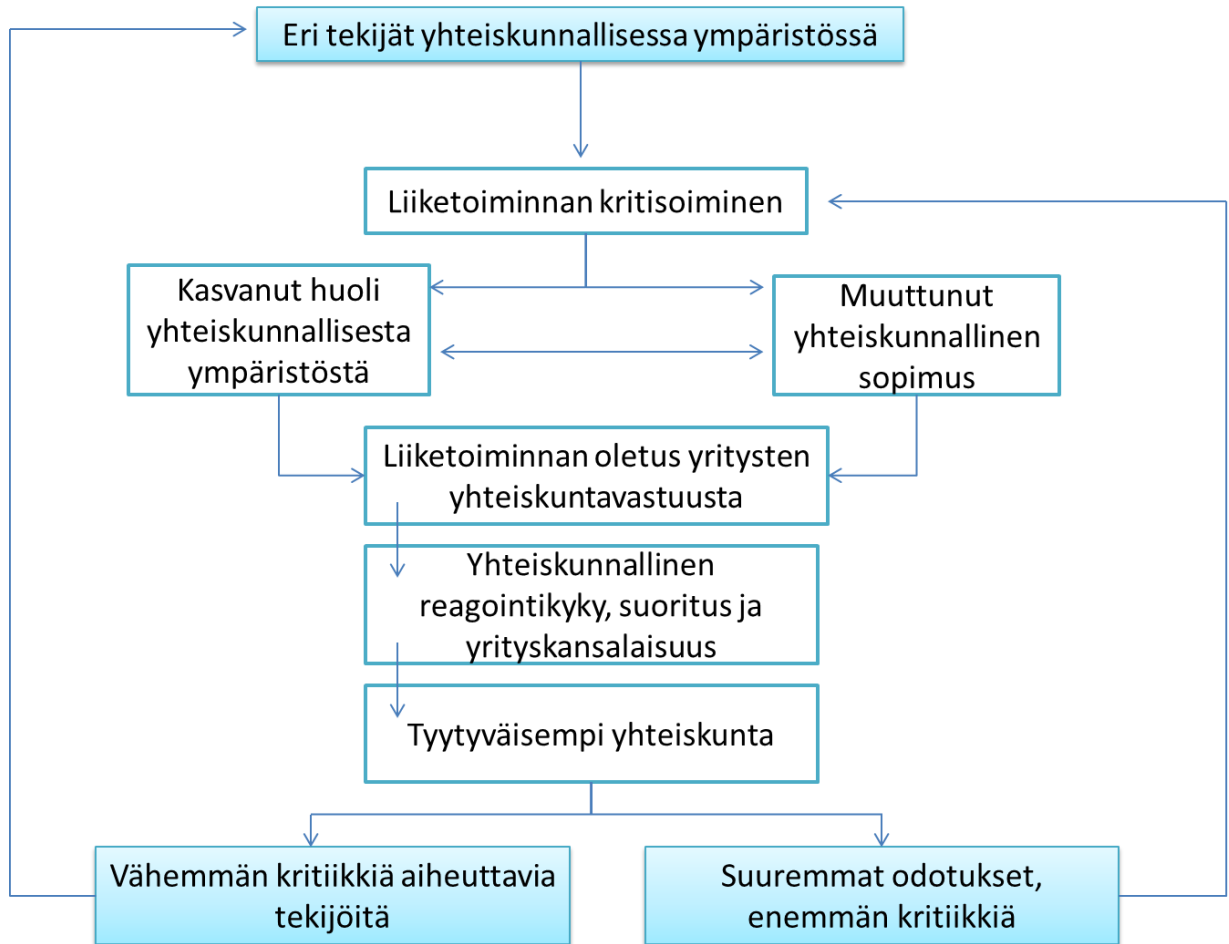 Eri tekijät yhteiskunnallisessa ympäristössä
Liiketoiminnan kritisoiminen
Kasvanut huoli
yhteiskunnallisesta
ympäristöstä
Muuttunut
yhteiskunnallinen
sopimus
Liiketoiminnan oletus yritysten
yhteiskuntavastuusta
Yhteiskunnallinen
reagointikyky, suoritus ja
yrityskansalaisuus
Tyytyväisempi yhteiskunta
Vähemmän kritiikkiä aiheuttavia
tekijöitä
Suuremmat odotukset,
enemmän kritiikkiä